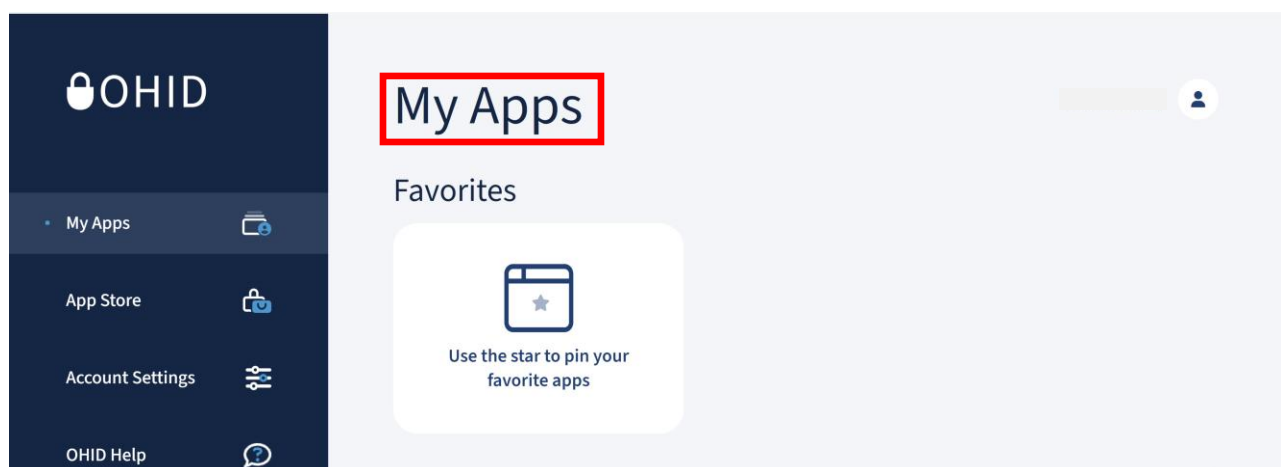 OHID
My Apps
App Store
Account Settings
OHID Help
My Apps
Favorites
Use the star to pin your
favorite apps